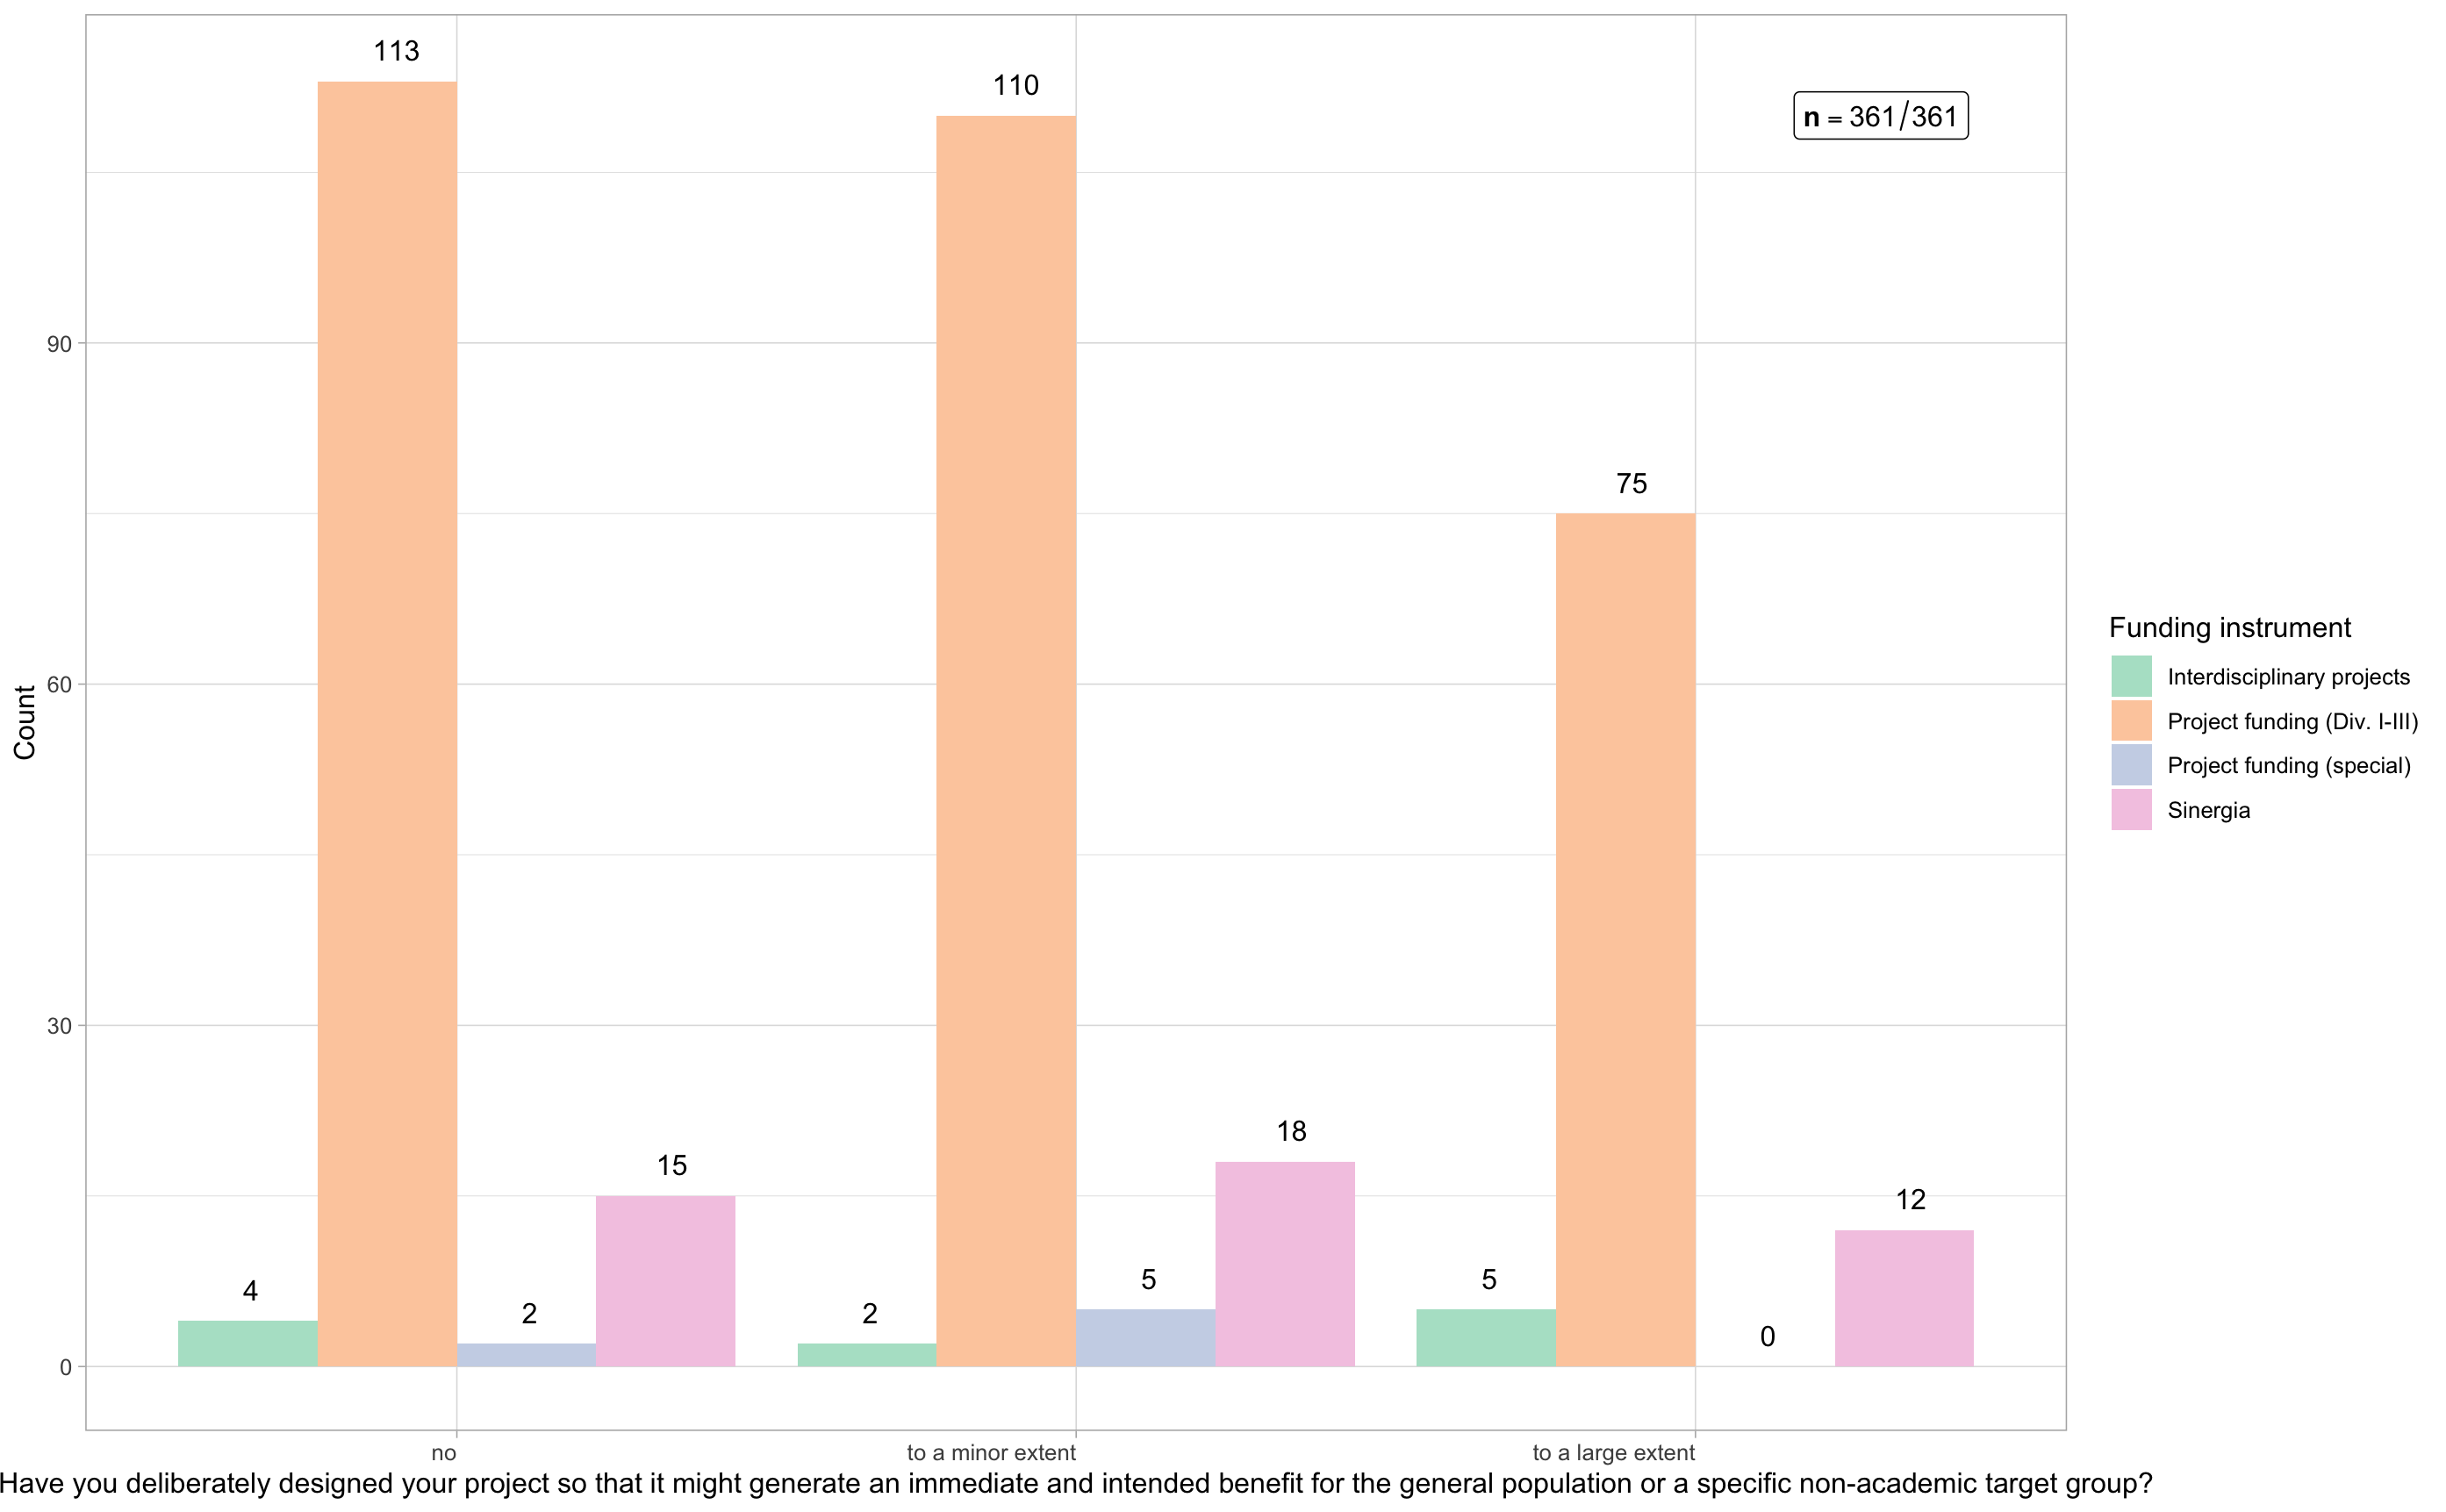 113
110
n = 361/361
90
75
Funding instrument
Interdisciplinary projects
Project funding (Div. I-III)
Project funding (special)
Sinergia
60
Count
30
18
15
12
4
2
2
5
5
0
0
no
to a minor extent
to a large extent
Have you deliberately designed your project so that it might generate an immediate and intended benefit for the general population or a specific non-academic target group?